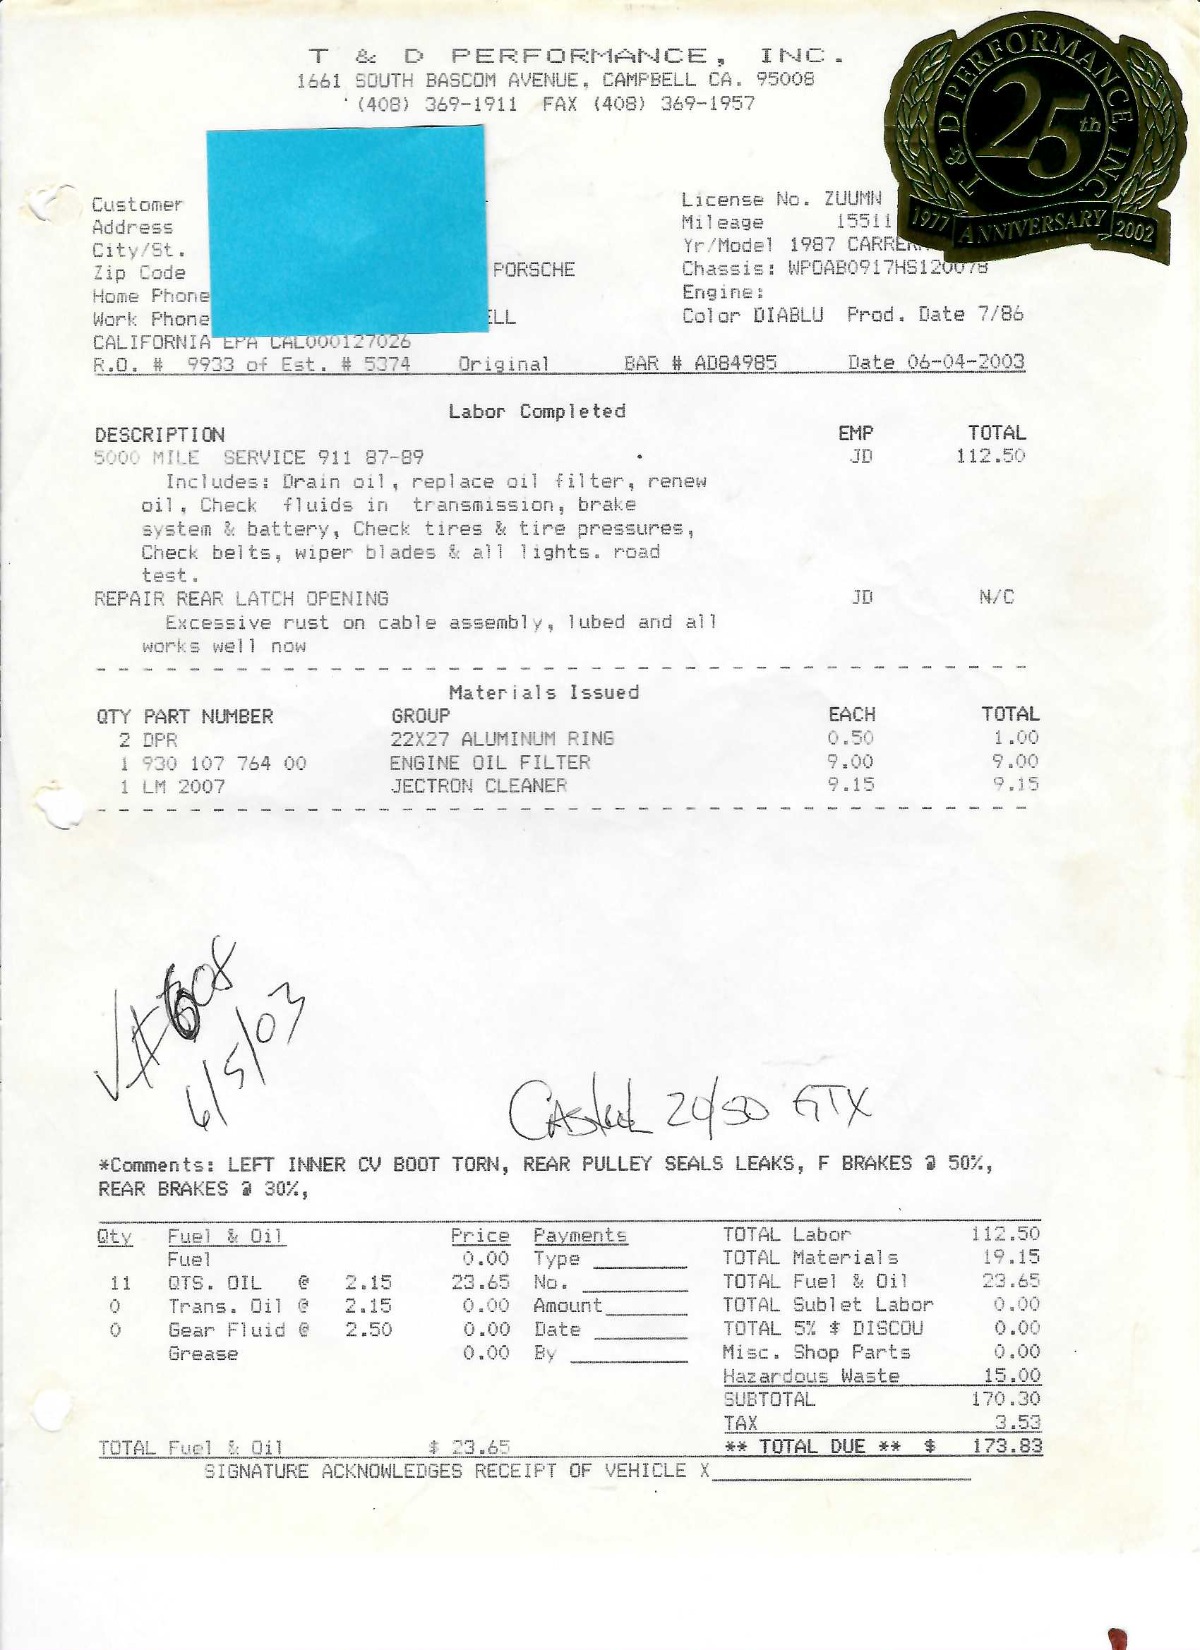 T & D PERFORMANCE, INC.
1661 SOUTH BASCOM AVENUE, CAMPBELL CA. 95008
(408) 369-1911 FAX (408) 369-1957
T & D PERFORMANCE, INC.
25th
1977 ANNIVERSARY 2002
Customer License No. ZUUMN
Address Mileage 15511
City/St. Yr/Model 1987 CARRER
Zip Code PORSCHE Chassis: WPOAB0917HS120078
Home Phone Engine:
Work Phone ELL Color DIABLU Prod. Date 7/86
CALIFORNIA EPA CAL000127026
R.O. # 9933 of Est. # 5374 Original BAR # AD84985 Date 06-04-2003
Labor Completed
DESCRIPTION EMP TOTAL
5000 MILE SERVICE 911 87-89 JD 112.50
Includes: Drain oil, replace oil filter, renew
oil, Check fluids in transmission, brake
system & battery, Check tires & tire pressures,
Check belts, wiper blades & all lights. road
test.
REPAIR REAR LATCH OPENING JD N/C
Excessive rust on cable assembly, lubed and all
works well now
Materials Issued
QTY PART NUMBER GROUP EACH TOTAL
2 DPR 22X27 ALUMINUM RING 0.50 1.00
1 930 107 764 00 ENGINE OIL FILTER 9.00 9.00
1 LM 2007 JECTRON CLEANER 9.15 9.15
6/5/03
20/50 GTX
*Comments: LEFT INNER CV BOOT TORN, REAR PULLEY SEALS LEAKS, F BRAKES @ 50%,
REAR BRAKES @ 30%,
Qty Fuel & Oil Price Payments TOTAL Labor 112.50
Fuel 0.00 Type TOTAL Materials 19.15
11 QTS. OIL @ 2.15 23.65 No. TOTAL Fuel & Oil 23.65
0 Trans. Oil @ 2.15 0.00 Amount TOTAL Sublet Labor 0.00
0 Gear Fluid @ 2.50 0.00 Date TOTAL 5% $ DISCOU 0.00
Grease 0.00 By Misc. Shop Parts 0.00
Hazardous Waste 15.00
SUBTOTAL 170.30
TAX 3.53
TOTAL Fuel & Oil $ 23.65 ** TOTAL DUE ** $ 173.83
SIGNATURE ACKNOWLEDGES RECEIPT OF VEHICLE X